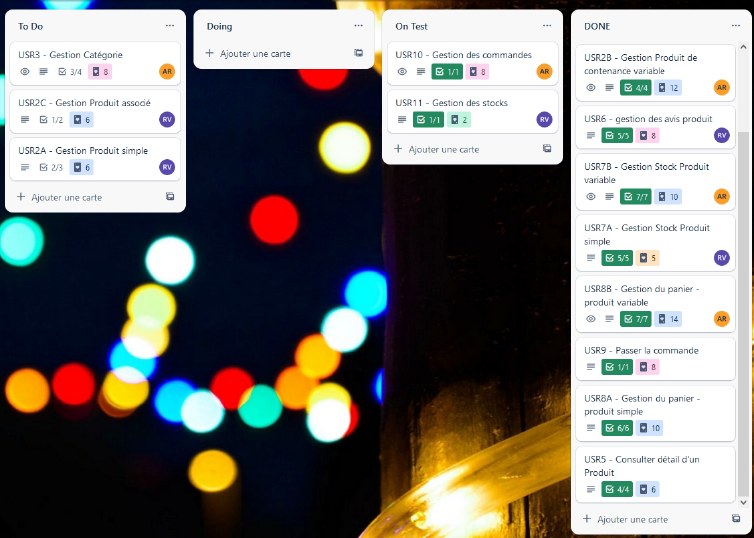 To Do
USR3 - Gestion Catégorie
3/4 8 AR
USR2C - Gestion Produit associé
1/2 6 RV
USR2A - Gestion Produit simple
2/3 6 RV
Ajouter une carte
Doing
Ajouter une carte
On Test
USR10 - Gestion des commandes
1/1 8 AR
USR11 - Gestion des stocks
1/1 2 RV
Ajouter une carte
DONE
USR2B - Gestion Produit de
contenance variable
4/4 12 AR
USR6 - gestion des avis produit
5/5 8 RV
USR7B - Gestion Stock Produit
variable
7/7 10 AR
USR7A - Gestion Stock Produit
simple
5/5 5 RV
USR8B - Gestion du panier -
produit variable
7/7 14 AR
USR9 - Passer la commande
1/1 8
USR8A - Gestion du panier -
produit simple
6/6 10
USR5 - Consulter détail d'un
Produit
4/4 6
Ajouter une carte